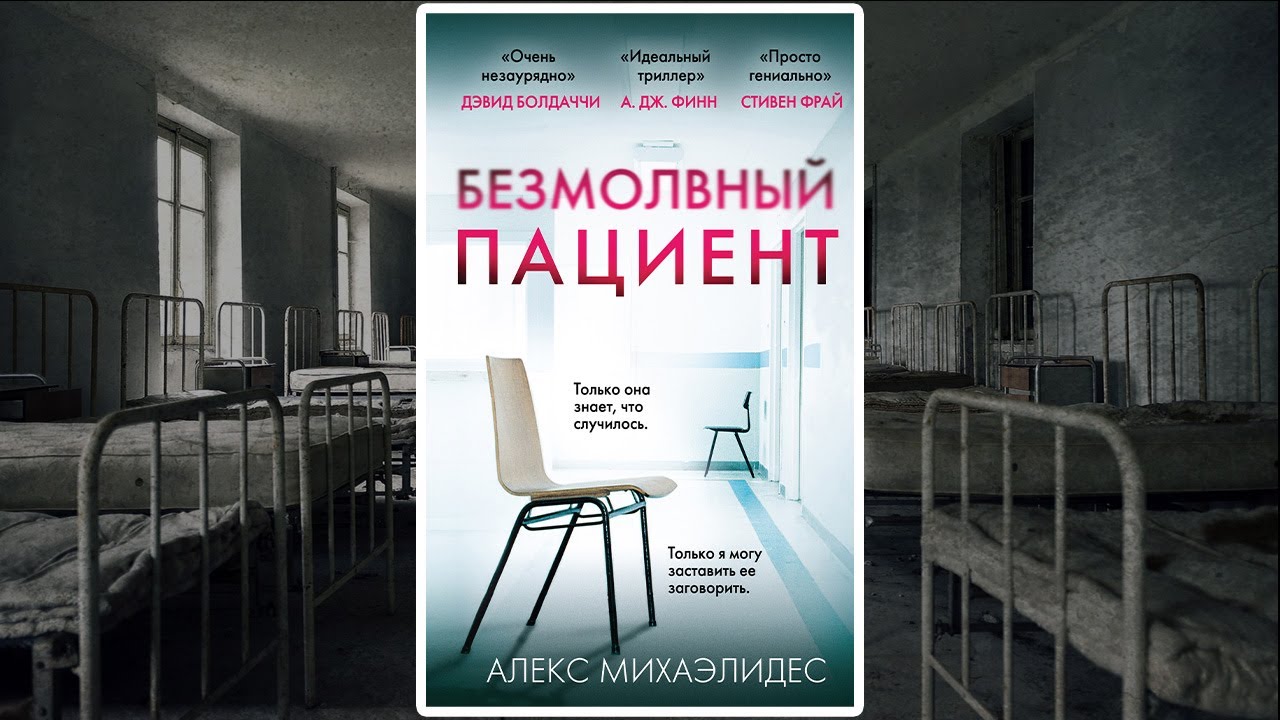 «Очень
незаурядно»
ДЭВИД БОЛДАЧЧИ
«Идеальный
триллер»
А. ДЖ. ФИНН
«Просто
гениально»
СТИВЕН ФРАЙ
БЕЗМОЛВНЫЙ
ПАЦИЕНТ
Только она
знает, что
случилось.
Только я могу
заставить ее
заговорить.
АЛЕКС МИХАЭЛИДЕС